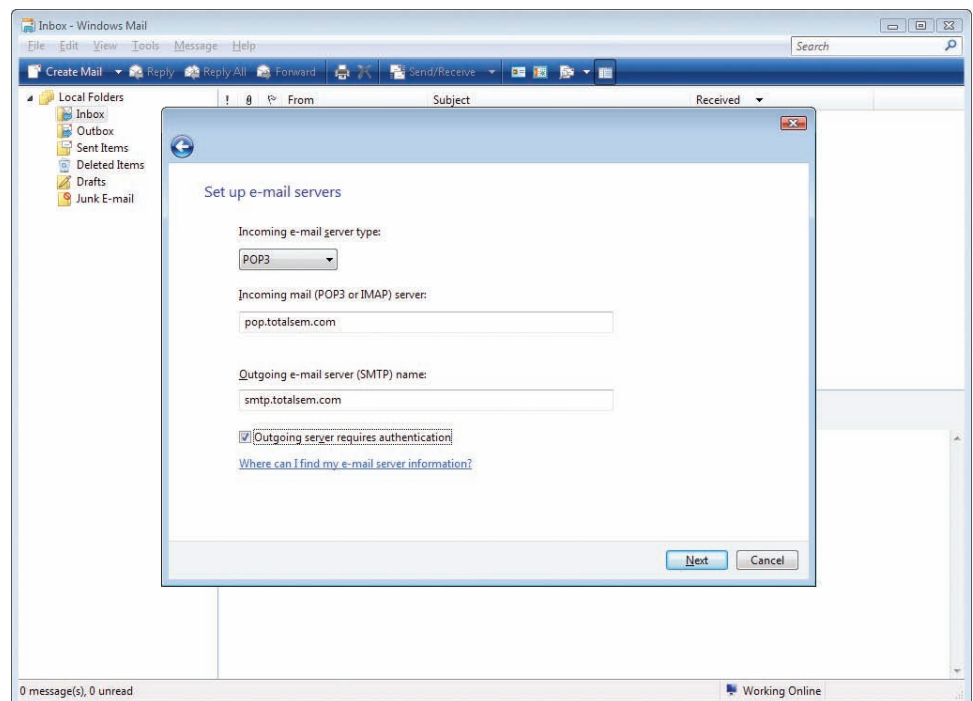 Inbox - Windows Mail
File Edit View Tools Message Help
Search
Create Mail Reply Reply All Forward Send/Receive
Local Folders
! From Subject Received
Inbox
Outbox
Sent Items
Deleted Items
Drafts
Junk E-mail
Set up e-mail servers
Incoming e-mail server type:
POP3
Incoming mail (POP3 or IMAP) server:
pop.totalsem.com
Outgoing e-mail server (SMTP) name:
smtp.totalsem.com
Outgoing server requires authentication
Where can I find my e-mail server information?
Next Cancel
0 message(s), 0 unread
Working Online